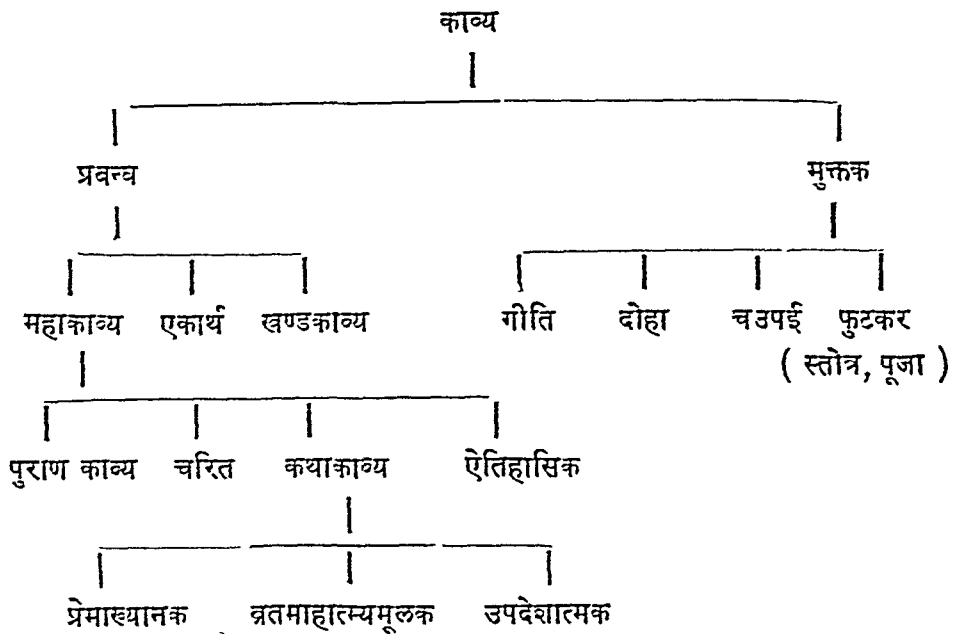 काव्य
प्रवन्व मुक्तक
महाकाव्य एकार्थ खण्डकाव्य गीति दोहा चउपई फुटकर
( स्तोत्र, पूजा )
पुराण काव्य चरित कथाकाव्य ऐतिहासिक
प्रेमाख्यानक व्रतमाहात्म्यमूलक उपदेशात्मक